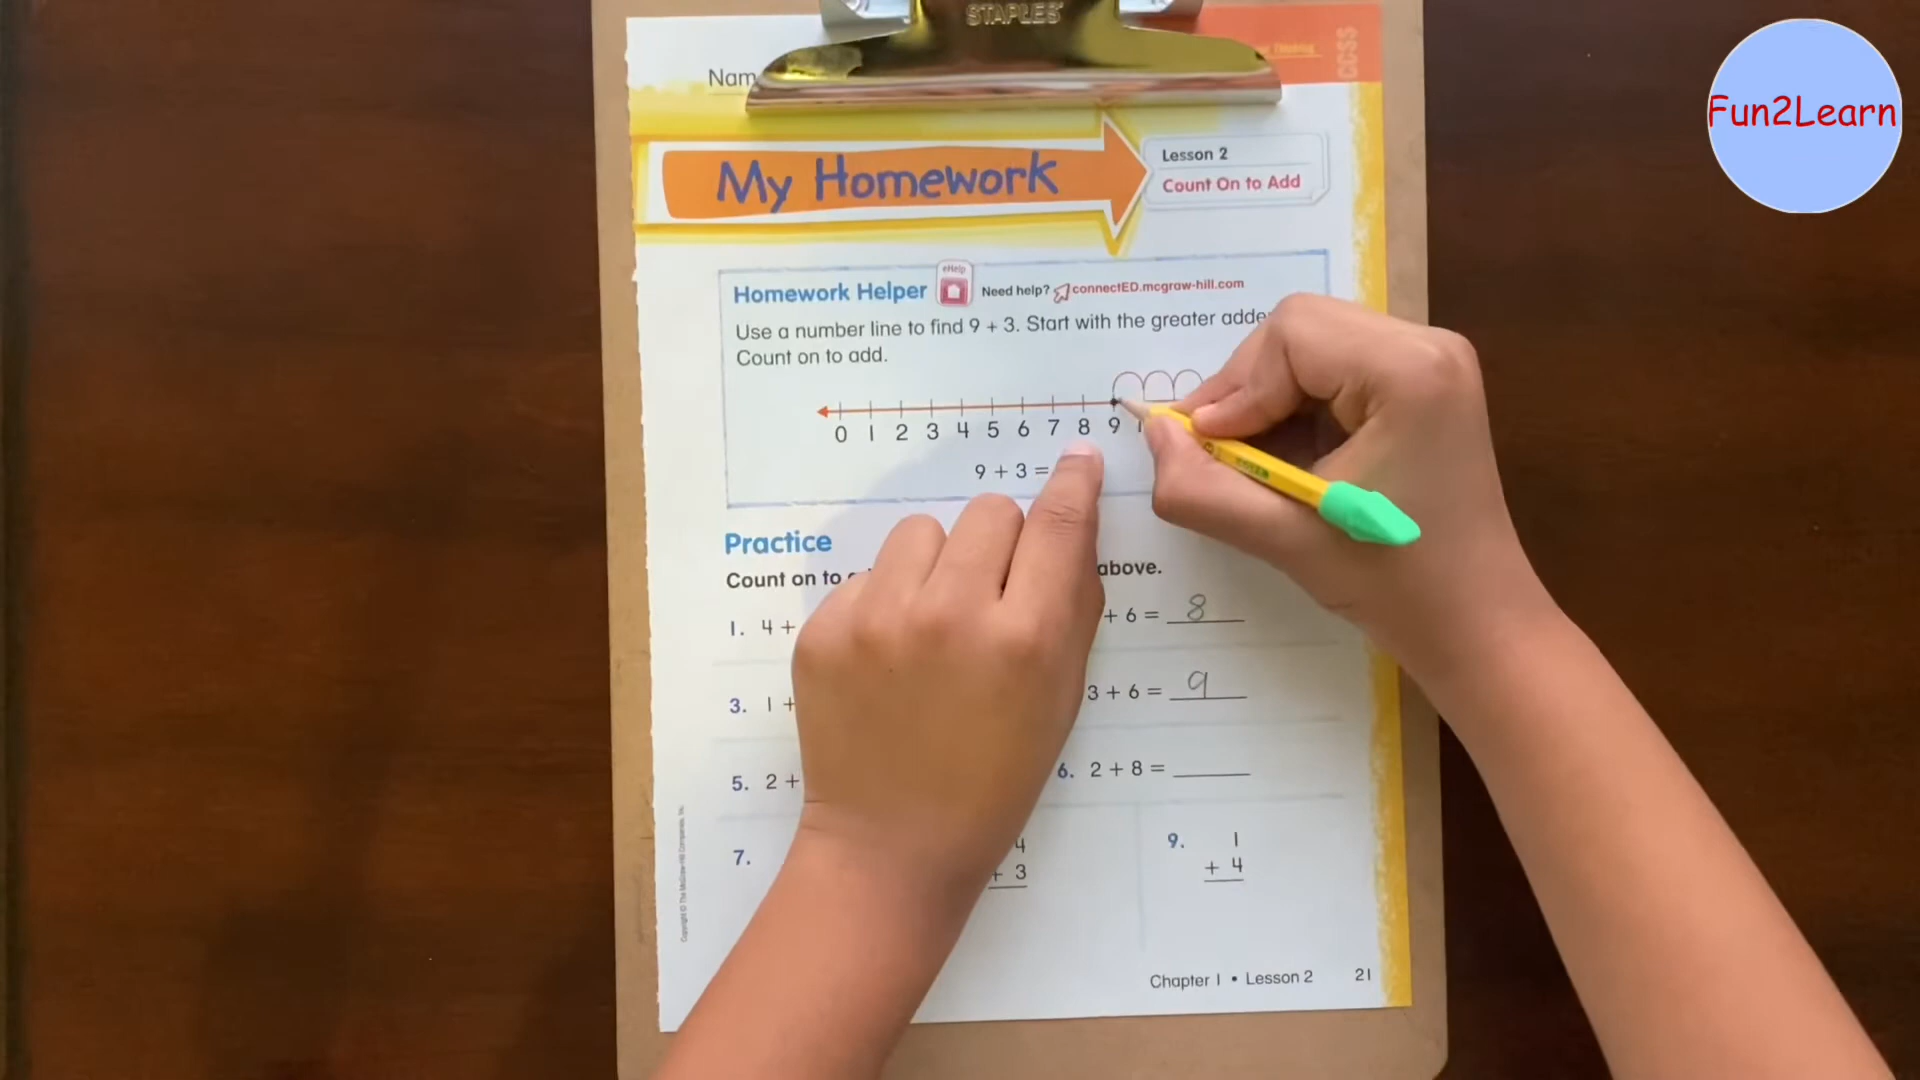 STAPLES
CCSS
Fun2Learn
My Homework
Lesson 2
Count On to Add
eHelp
Homework Helper
Need help? connectED.mcgraw-hill.com
Use a number line to find 9 + 3. Start with the greater
Count on to add.
0 1 2 3 4 5 6 7 8 9
9 + 3 =
Practice
Count on to above.
1. 4 +
+ 6 = 8
3. 1 +
3 + 6 = 9
5. 2 +
6. 2 + 8 =
7.
4
+ 3
9. 1
+ 4
Chapter 1 • Lesson 2 21